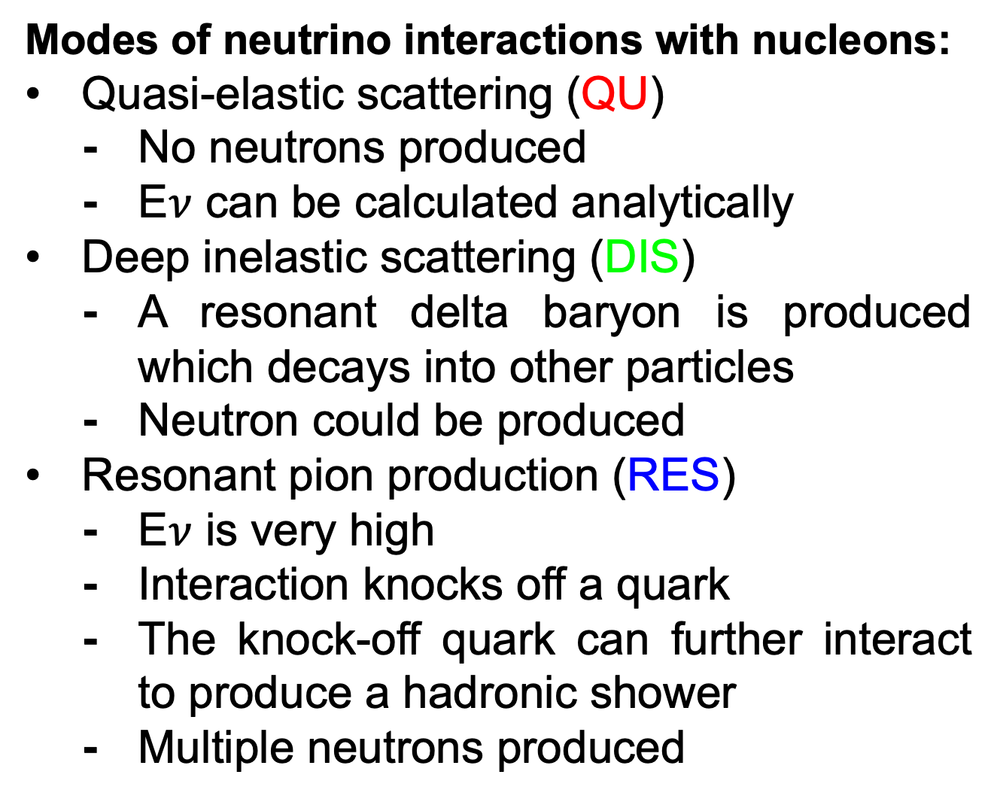 Modes of neutrino interactions with nucleons:
• Quasi-elastic scattering (QU)
- No neutrons produced
- E𝜈 can be calculated analytically
• Deep inelastic scattering (DIS)
- A resonant delta baryon is produced
which decays into other particles
- Neutron could be produced
• Resonant pion production (RES)
- E𝜈 is very high
- Interaction knocks off a quark
- The knock-off quark can further interact
to produce a hadronic shower
- Multiple neutrons produced